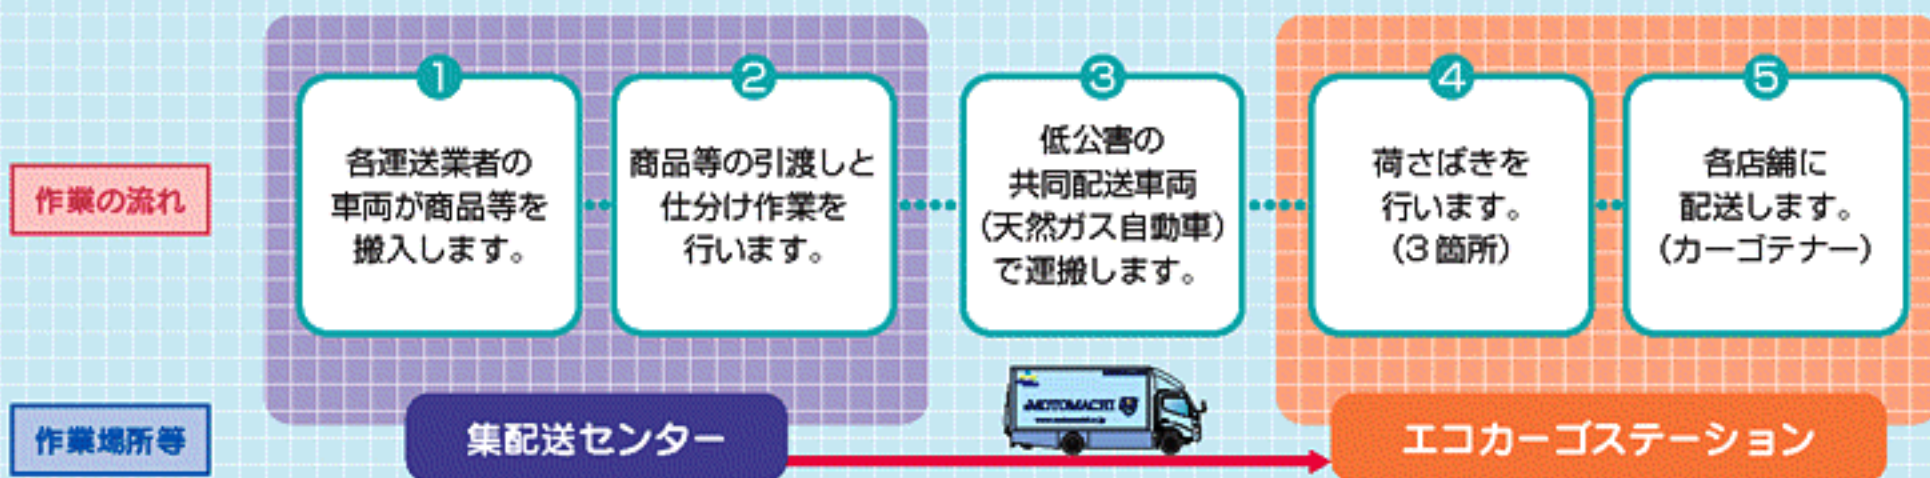 作業の流れ
1
各運送業者の
車両が商品等を
搬入します。
2
商品等の引渡しと
仕分け作業を
行います。
3
低公害の
共同配送車両
(天然ガス自動車)
で運搬します。
4
荷さばきを
行います。
(3箇所)
5
各店舗に
配送します。
(カーゴテナー)
作業場所等
集配送センター
MOTOMACHI
エコカーゴステーション